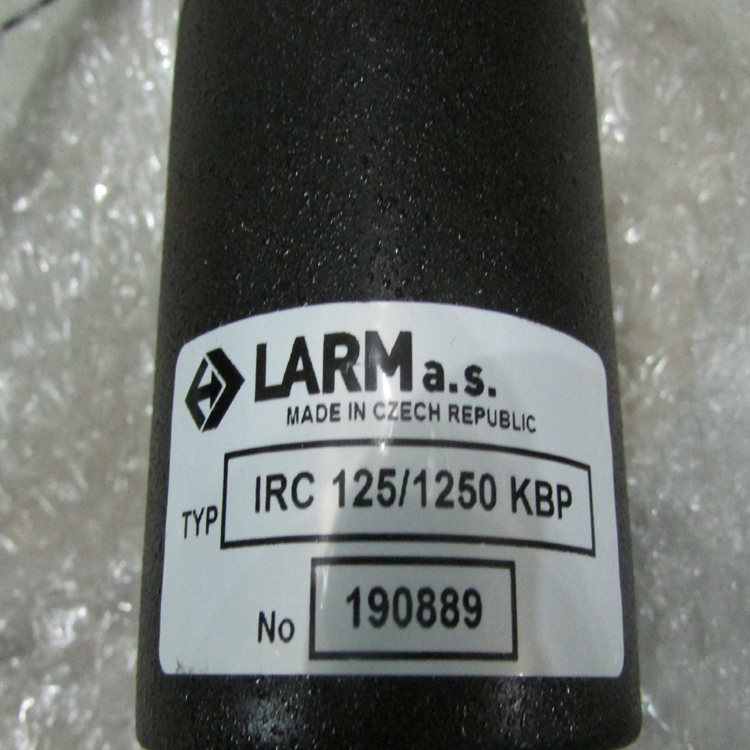 LARM a.s.
MADE IN CZECH REPUBLIC
TYP IRC 125/1250 KBP
No 190889